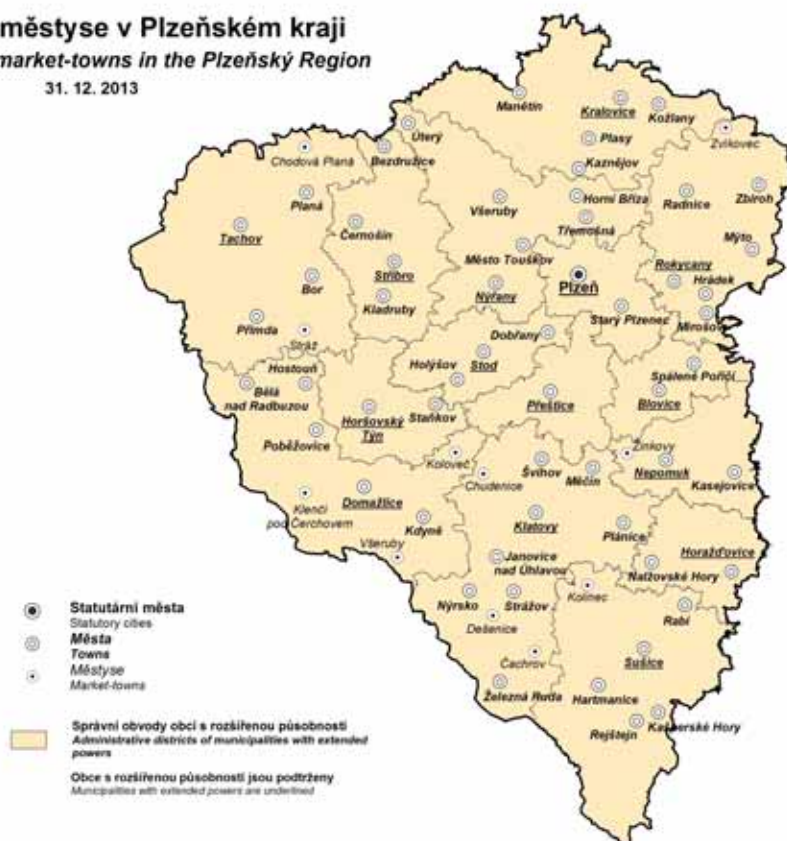 městyse v Plzeňském kraji
market-towns in the Plzeňský Region
31. 12. 2013
Manětín
Kralovice
Kožlany
Úterý
Plasy
Zvíkovec
Chodová Planá
Bezdružice
Kaznějov
Planá
Všeruby
Horní Bříza
Radnice
Zbiroh
Tachov
Černošín
Třemošná
Mýto
Město Touškov
Stříbro
Rokycany
Bor
Nýřany
Plzeň
Hrádek
Kladruby
Starý Plzenec
Přimda
Mirošov
Stráž
Dobřany
Hostouň
Holýšov
Stod
Spálené Poříčí
Bělá
nad Radbuzou
Přeštice
Blovice
Horšovský
Týn
Staňkov
Poběžovice
Koloveč
Žinkovy
Chudenice
Švihov
Měčín
Nepomuk
Kasejovice
Klenčí
pod Čerchovem
Domažlice
Kdyně
Klatovy
Plánice
Všeruby
Horažďovice
Janovice
nad Úhlavou
Nalžovské Hory
Nýrsko
Strážov
Kolinec
Rabí
Dešenice
Sušice
Čachrov
Železná Ruda
Hartmanice
Kašperské Hory
Rejštejn
Statutární města
Statutory cities
Města
Towns
Městyse
Market-towns
Správní obvody obcí s rozšířenou působností
Administrative districts of municipalities with extended
powers
Obce s rozšířenou působností jsou podtrženy
Municipalities with extended powers are underlined